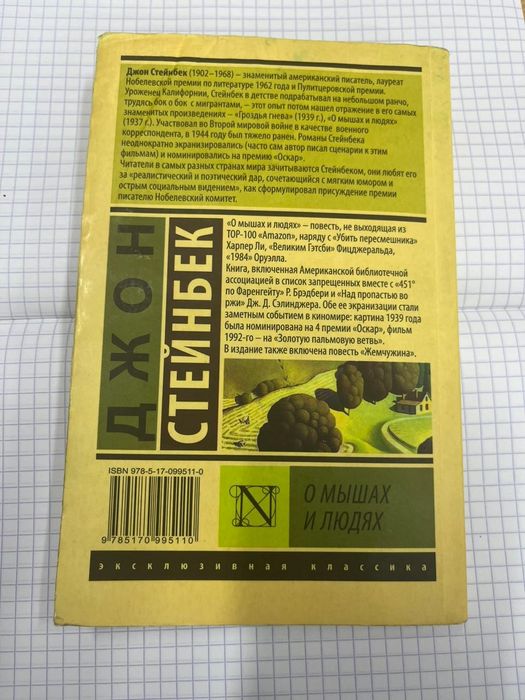 Джон Стейнбек (1902–1968) – знаменитый американский писатель, лауреат
Нобелевской премии по литературе 1962 года и Пулитцеровской премии.
Уроженец Калифорнии, Стейнбек в детстве подрабатывал на небольшом ранчо,
трудясь бок о бок с мигрантами, – этот опыт потом нашел отражение в его самых
знаменитых произведениях – «Гроздья гнева» (1939 г.), «О мышах и людях»
(1937 г.). Участвовал во Второй мировой войне в качестве военного
корреспондента, в 1944 году был тяжело ранен. Романы Стейнбека
неоднократно экранизировались (часто сам автор писал сценарии к этим
фильмам) и номинировались на премию «Оскар».
Читатели в самых разных странах мира зачитываются Стейнбеком, они любят его
за «реалистический и поэтический дар, сочетающийся с мягким юмором и
острым социальным видением», как сформулировал присуждение премии
писателю Нобелевский комитет.
ДЖОН
СТЕЙНБЕК
«О мышах и людях» – повесть, не выходящая из
TOP-100 «Amazon», наряду с «Убить пересмешника»
Харпер Ли, «Великим Гэтсби» Фицджеральда,
«1984» Оруэлла.
Книга, включенная Американской библиотечной
ассоциацией в список запрещенных вместе с «451°
по Фаренгейту» Р. Брэдбери и «Над пропастью во
ржи» Дж. Д. Сэлинджера. Обе ее экранизации стали
заметным событием в киномире: картина 1939 года
была номинирована на 4 премии «Оскар», фильм
1992-го – на «Золотую пальмовую ветвь».
В издание также включена повесть «Жемчужина».
ISBN 978-5-17-099511-0
9 785170 995110
N
О МЫШАХ
И ЛЮДЯХ
эксклюзивная классика